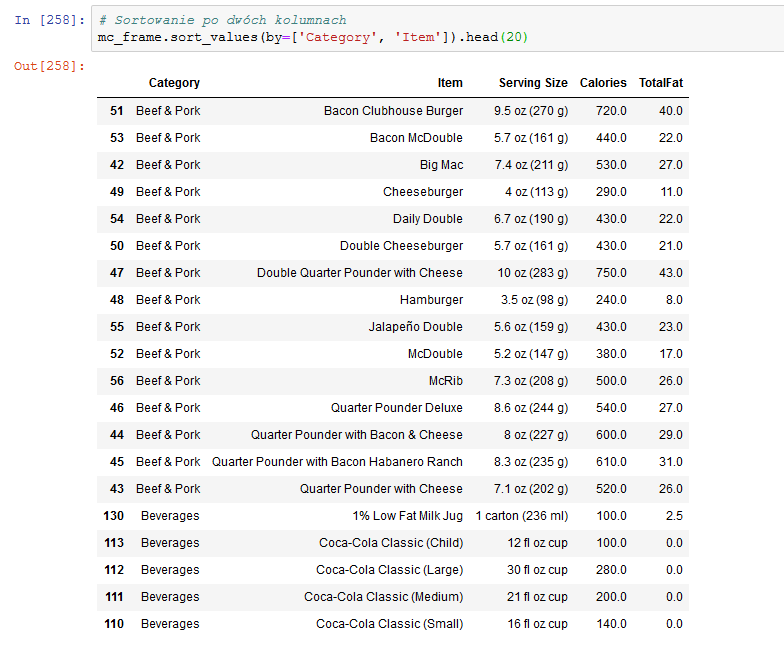 In [258]: # Sortowanie po dwóch kolumnach
mc_frame.sort_values(by=['Category', 'Item']).head(20)
Out[258]:
Category Item Serving Size Calories TotalFat
51 Beef & Pork Bacon Clubhouse Burger 9.5 oz (270 g) 720.0 40.0
53 Beef & Pork Bacon McDouble 5.7 oz (161 g) 440.0 22.0
42 Beef & Pork Big Mac 7.4 oz (211 g) 530.0 27.0
49 Beef & Pork Cheeseburger 4 oz (113 g) 290.0 11.0
54 Beef & Pork Daily Double 6.7 oz (190 g) 430.0 22.0
50 Beef & Pork Double Cheeseburger 5.7 oz (161 g) 430.0 21.0
47 Beef & Pork Double Quarter Pounder with Cheese 10 oz (283 g) 750.0 43.0
48 Beef & Pork Hamburger 3.5 oz (98 g) 240.0 8.0
55 Beef & Pork Jalapeño Double 5.6 oz (159 g) 430.0 23.0
52 Beef & Pork McDouble 5.2 oz (147 g) 380.0 17.0
56 Beef & Pork McRib 7.3 oz (208 g) 500.0 26.0
46 Beef & Pork Quarter Pounder Deluxe 8.6 oz (244 g) 540.0 27.0
44 Beef & Pork Quarter Pounder with Bacon & Cheese 8 oz (227 g) 600.0 29.0
45 Beef & Pork Quarter Pounder with Bacon Habanero Ranch 8.3 oz (235 g) 610.0 31.0
43 Beef & Pork Quarter Pounder with Cheese 7.1 oz (202 g) 520.0 26.0
130 Beverages 1% Low Fat Milk Jug 1 carton (236 ml) 100.0 2.5
113 Beverages Coca-Cola Classic (Child) 12 fl oz cup 100.0 0.0
112 Beverages Coca-Cola Classic (Large) 30 fl oz cup 280.0 0.0
111 Beverages Coca-Cola Classic (Medium) 21 fl oz cup 200.0 0.0
110 Beverages Coca-Cola Classic (Small) 16 fl oz cup 140.0 0.0